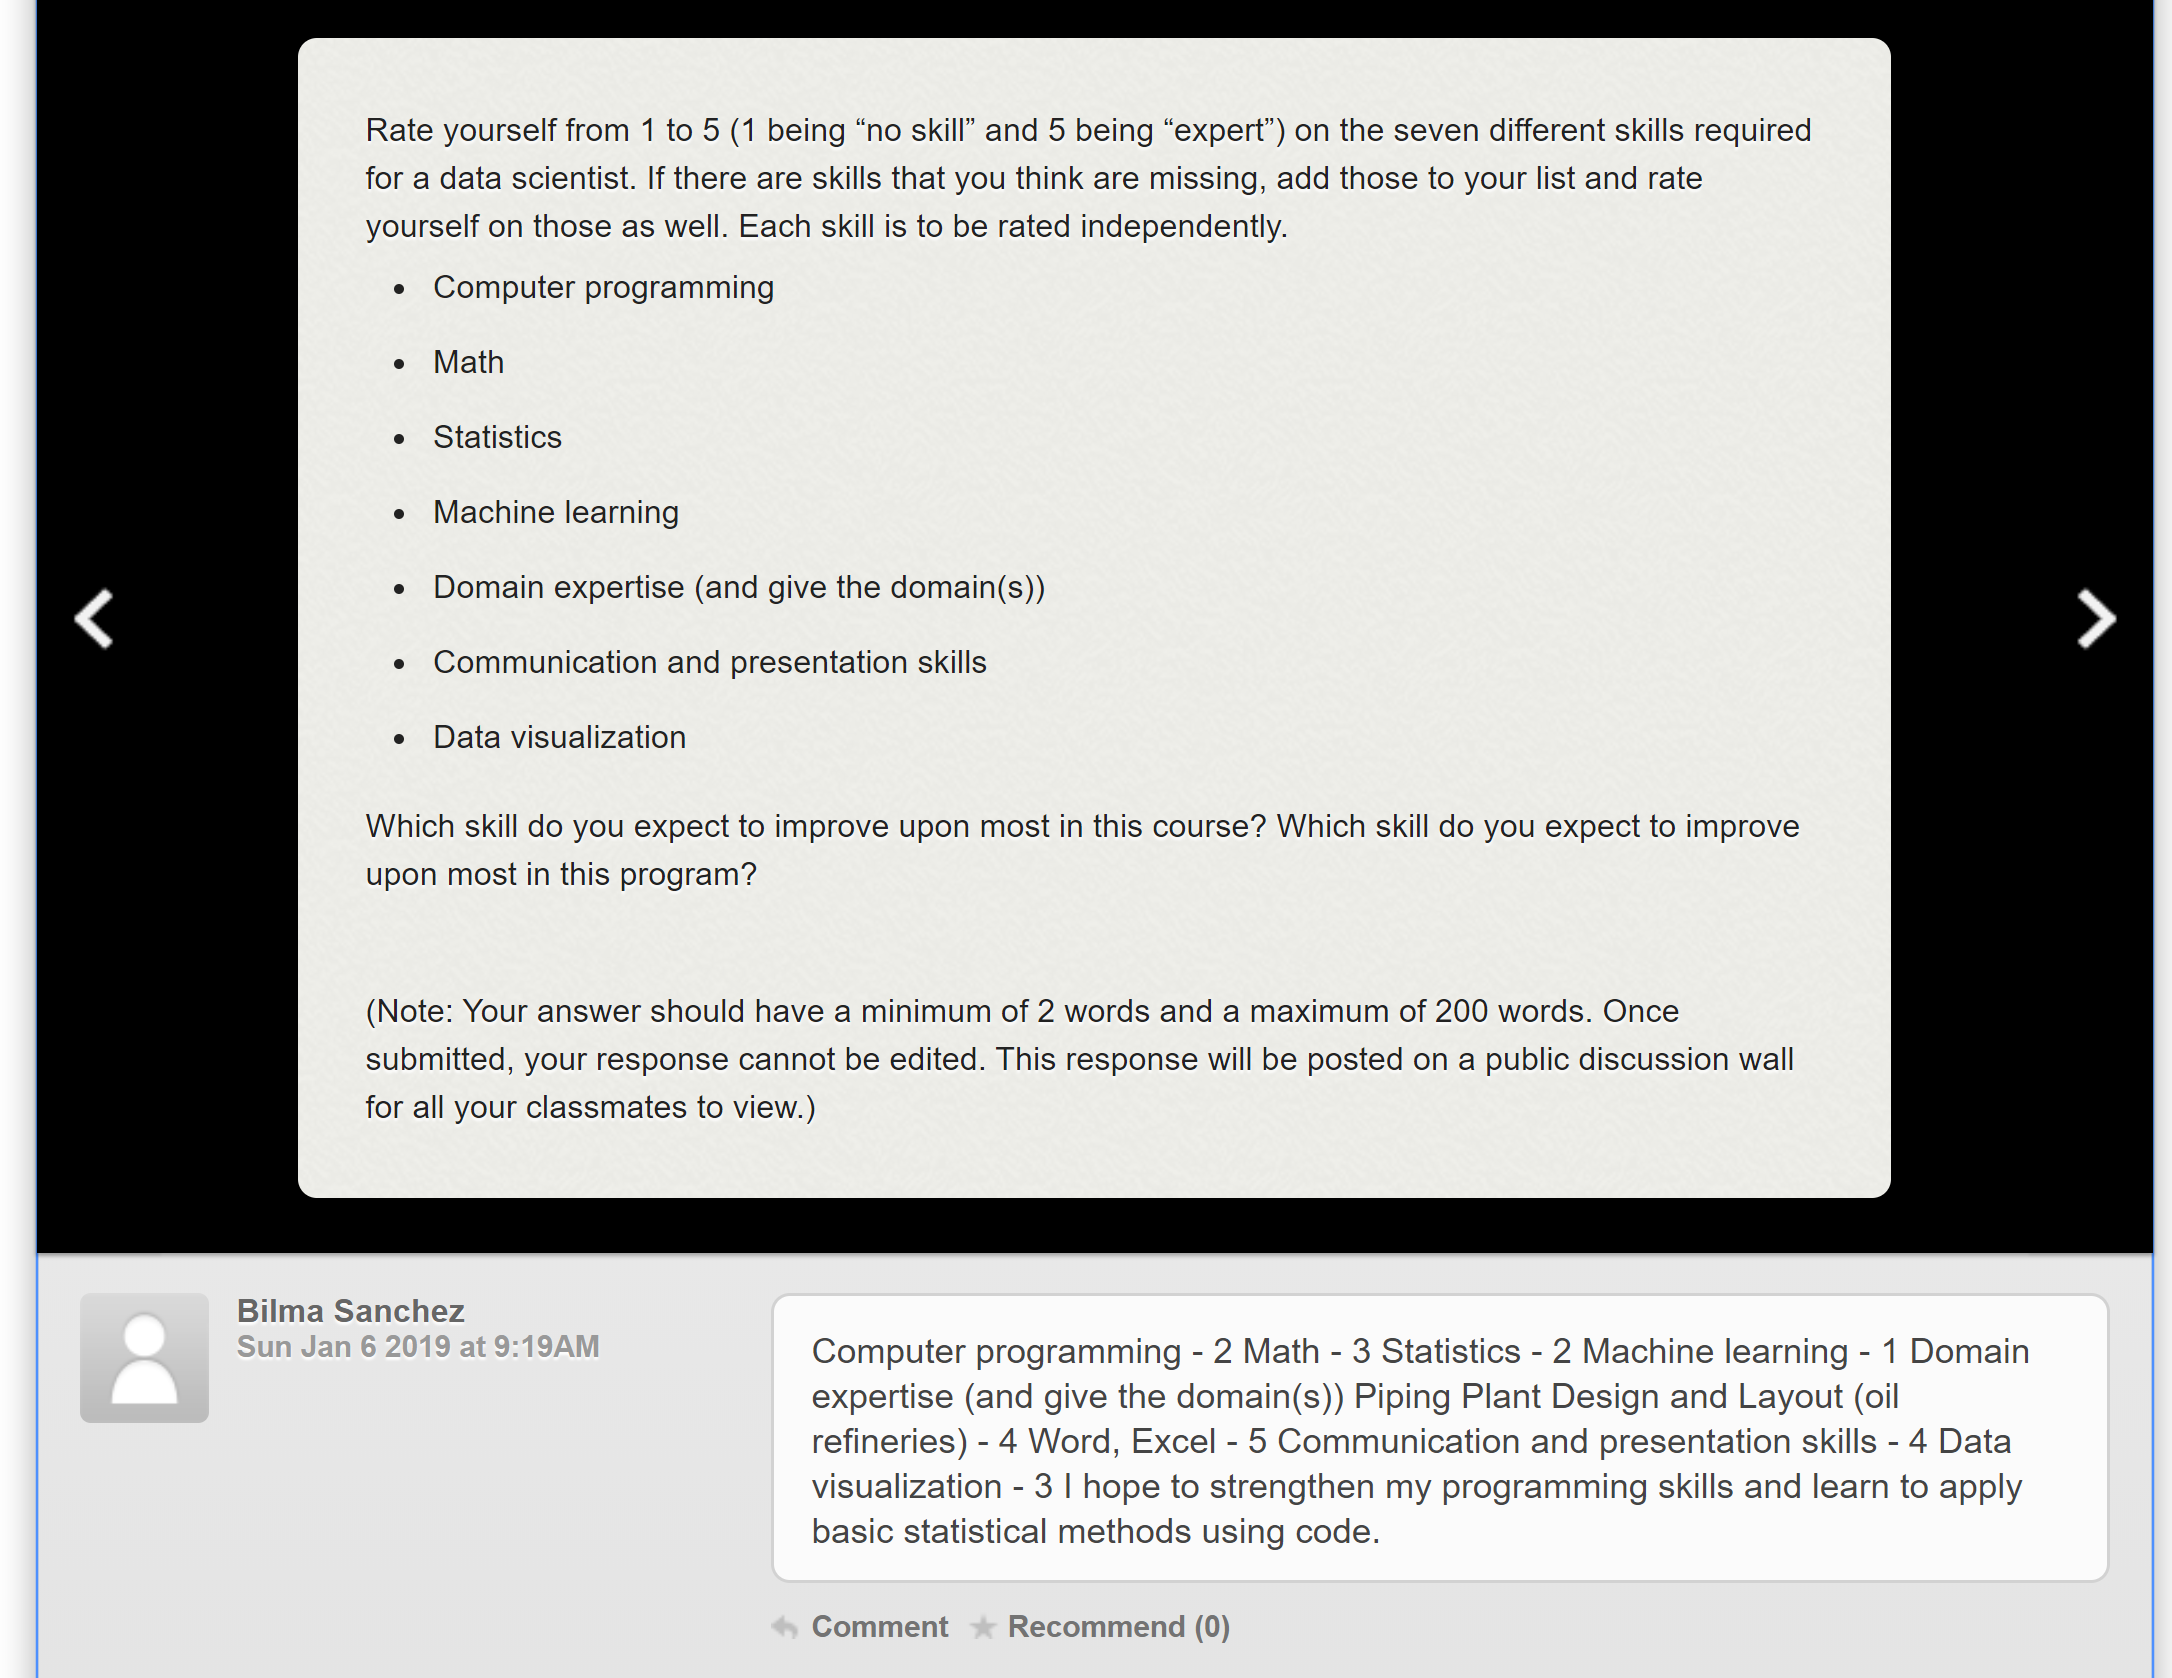 Rate yourself from 1 to 5 (1 being “no skill” and 5 being “expert”) on the seven different skills required
for a data scientist. If there are skills that you think are missing, add those to your list and rate
yourself on those as well. Each skill is to be rated independently.
• Computer programming
• Math
• Statistics
• Machine learning
• Domain expertise (and give the domain(s))
• Communication and presentation skills
• Data visualization
Which skill do you expect to improve upon most in this course? Which skill do you expect to improve
upon most in this program?
(Note: Your answer should have a minimum of 2 words and a maximum of 200 words. Once
submitted, your response cannot be edited. This response will be posted on a public discussion wall
for all your classmates to view.)
Bilma Sanchez
Sun Jan 6 2019 at 9:19AM
Computer programming - 2 Math - 3 Statistics - 2 Machine learning - 1 Domain
expertise (and give the domain(s)) Piping Plant Design and Layout (oil
refineries) - 4 Word, Excel - 5 Communication and presentation skills - 4 Data
visualization - 3 I hope to strengthen my programming skills and learn to apply
basic statistical methods using code.
Comment Recommend (0)